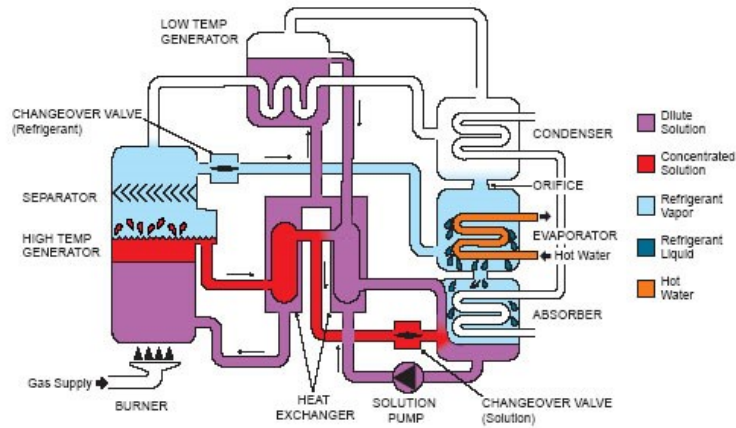 LOW TEMP
GENERATOR
CHANGEOVER VALVE
(Refrigerant)
SEPARATOR
HIGH TEMP
GENERATOR
Gas Supply
BURNER
HEAT
EXCHANGER
SOLUTION
PUMP
CHANGEOVER VALVE
(Solution)
CONDENSER
ORIFICE
EVAPORATOR
Hot Water
ABSORBER
Dilute
Solution
Concentrated
Solution
Refrigerant
Vapor
Refrigerant
Liquid
Hot
Water